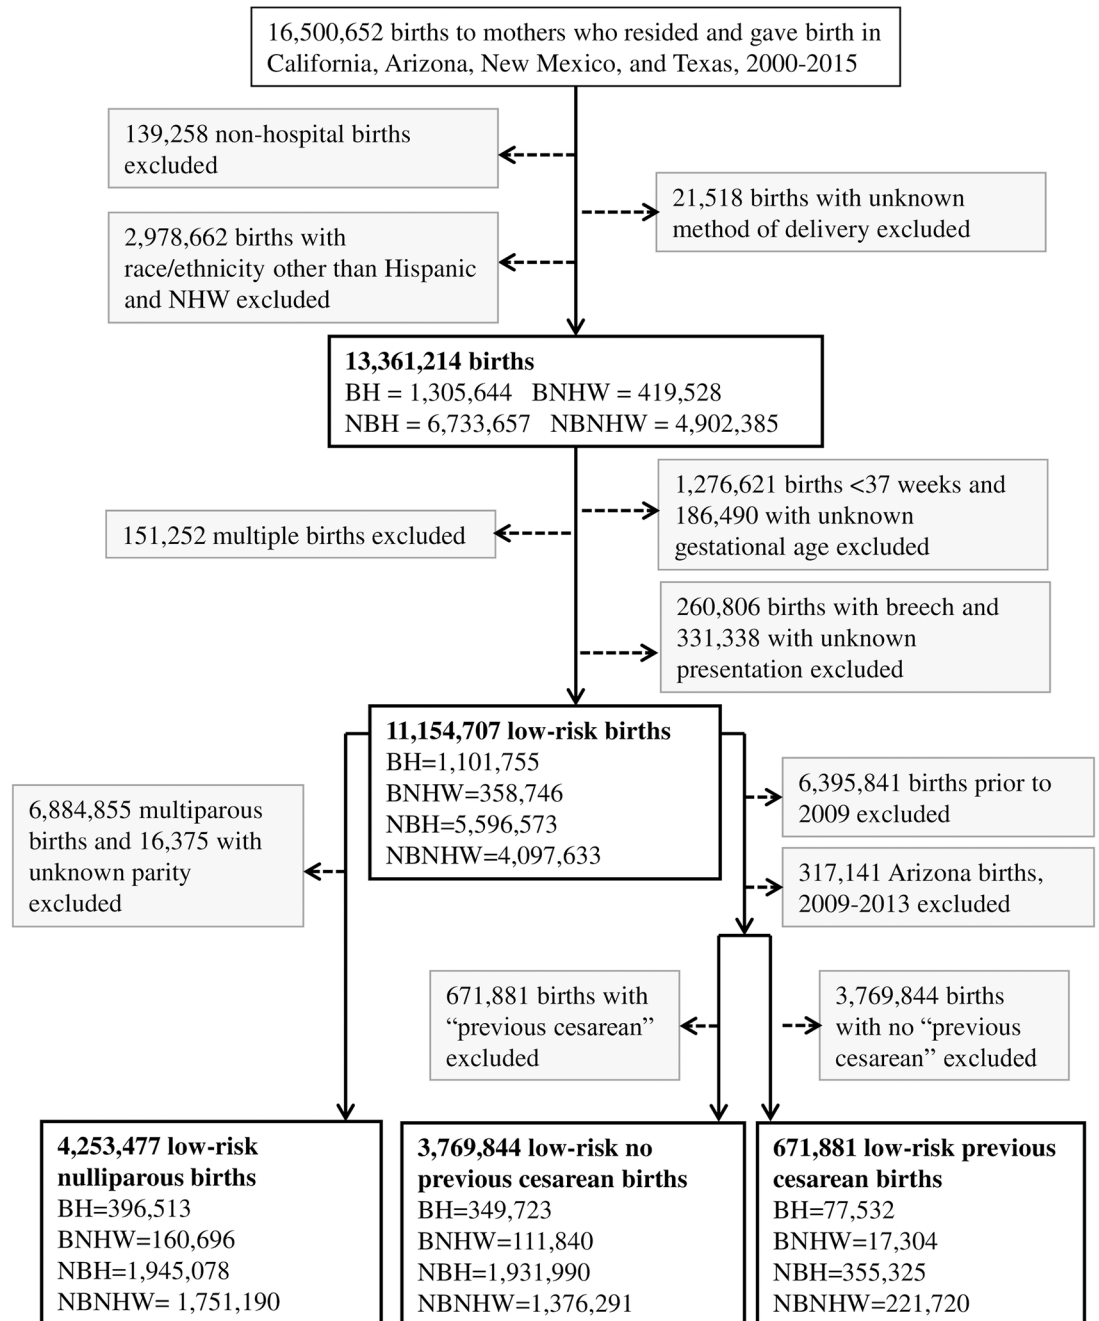 16,500,652 births to mothers who resided and gave birth in
California, Arizona, New Mexico, and Texas, 2000-2015
139,258 non-hospital births
excluded
21,518 births with unknown
method of delivery excluded
2,978,662 births with
race/ethnicity other than Hispanic
and NHW excluded
13,361,214 births
BH = 1,305,644 BNHW = 419,528
NBH = 6,733,657 NBNHW = 4,902,385
1,276,621 births <37 weeks and
186,490 with unknown
gestational age excluded
151,252 multiple births excluded
260,806 births with breech and
331,338 with unknown
presentation excluded
11,154,707 low-risk births
BH=1,101,755
BNHW=358,746
NBH=5,596,573
NBNHW=4,097,633
6,884,855 multiparous
births and 16,375 with
unknown parity
excluded
6,395,841 births prior to
2009 excluded
317,141 Arizona births,
2009-2013 excluded
671,881 births with
“previous cesarean”
excluded
3,769,844 births
with no “previous
cesarean” excluded
4,253,477 low-risk
nulliparous births
BH=396,513
BNHW=160,696
NBH=1,945,078
NBNHW= 1,751,190
3,769,844 low-risk no
previous cesarean births
BH=349,723
BNHW=111,840
NBH=1,931,990
NBNHW=1,376,291
671,881 low-risk previous
cesarean births
BH=77,532
BNHW=17,304
NBH=355,325
NBNHW=221,720